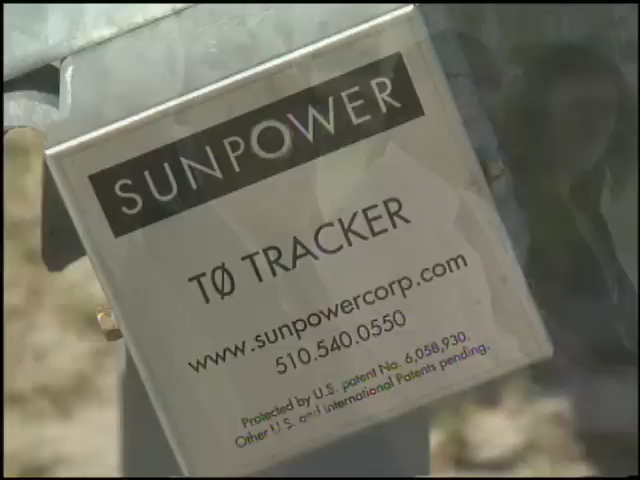 SUNPOWER
TØ TRACKER
www.sunpowercorp.com
510.540.0550
Protected by U.S. patent No. 6,058,930.
Other U.S. and international Patents pending.